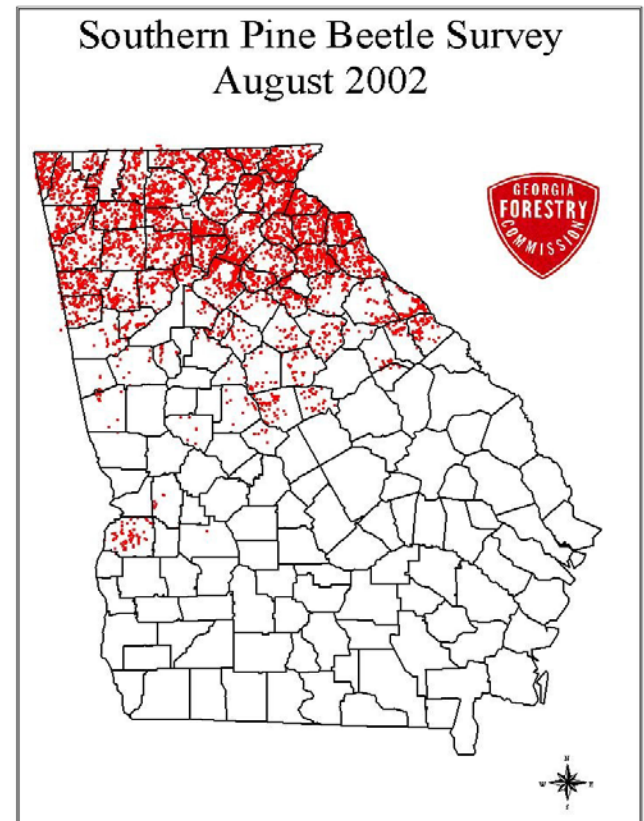 Southern Pine Beetle Survey
August 2002
GEORGIA
FORESTRY
COMMISSION
N
W E
S